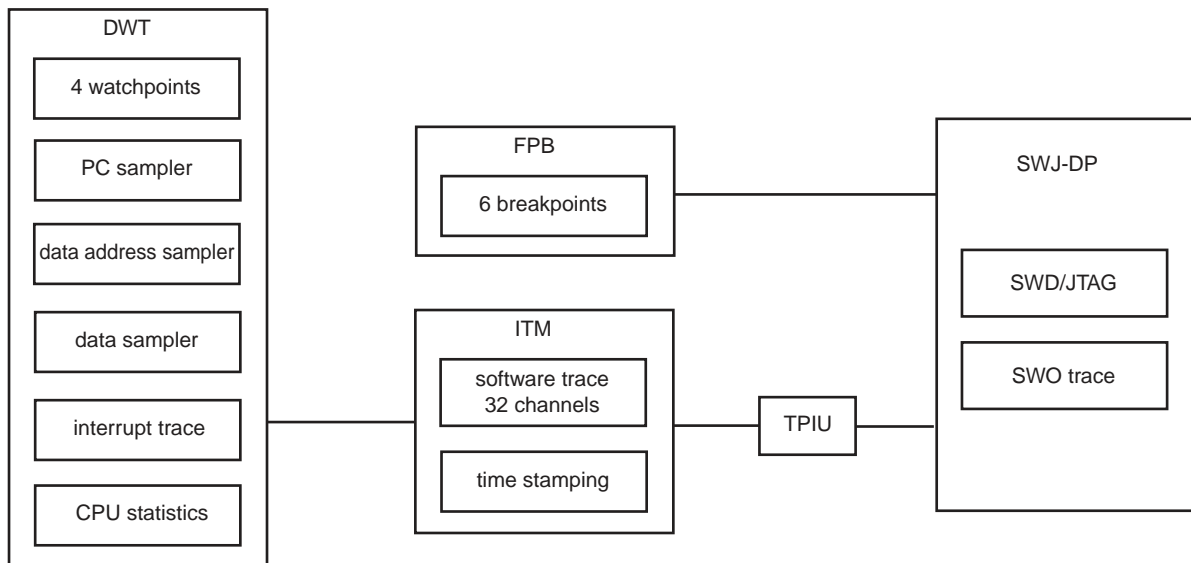 DWT
4 watchpoints
PC sampler
data address sampler
data sampler
interrupt trace
CPU statistics
FPB
6 breakpoints
ITM
software trace
32 channels
time stamping
TPIU
SWJ-DP
SWD/JTAG
SWO trace